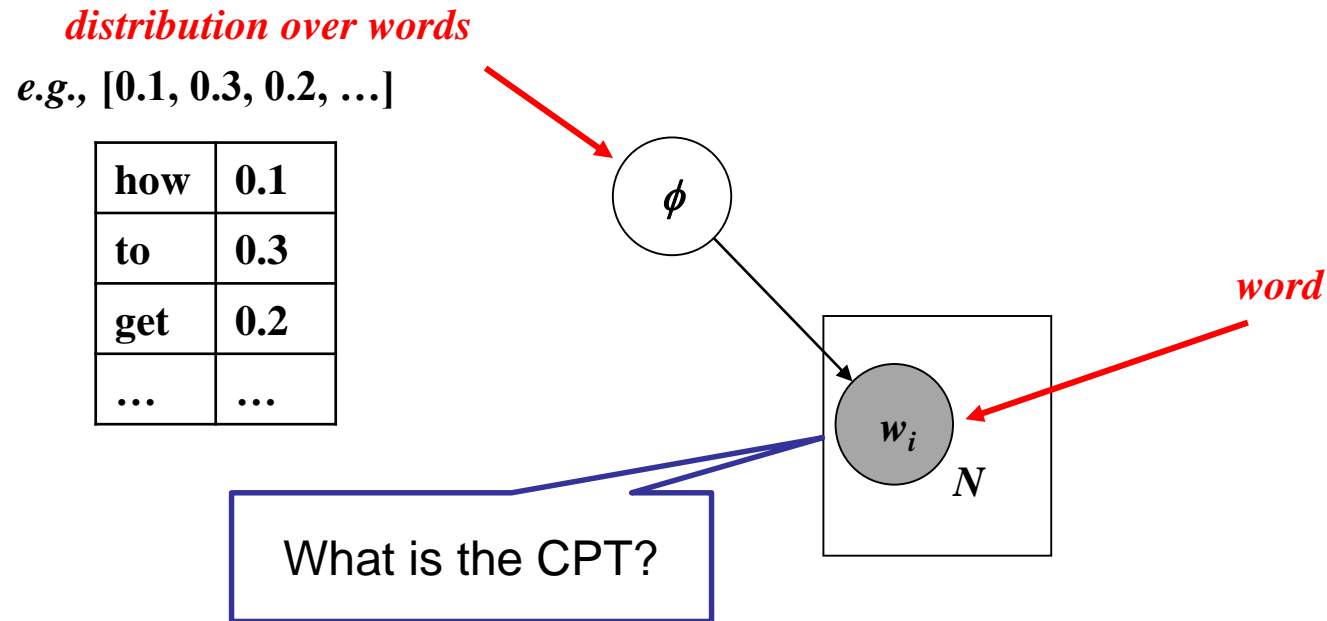 distribution over words
e.g., [0.1, 0.3, 0.2, …]
how 0.1
to 0.3
get 0.2
… …
ϕ
word
w_i
N
What is the CPT?